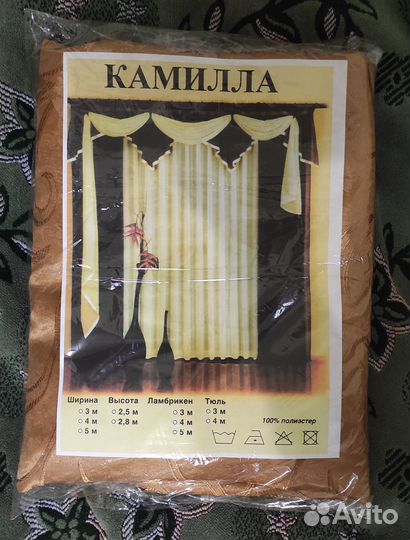 КАМИЛЛА
Ширина Высота Ламбрикен Тюль
3 м 2,5 м 3 м 3 м
4 м 2,8 м 4 м 4 м
5 м 5 м
100% полиэстер
Avito